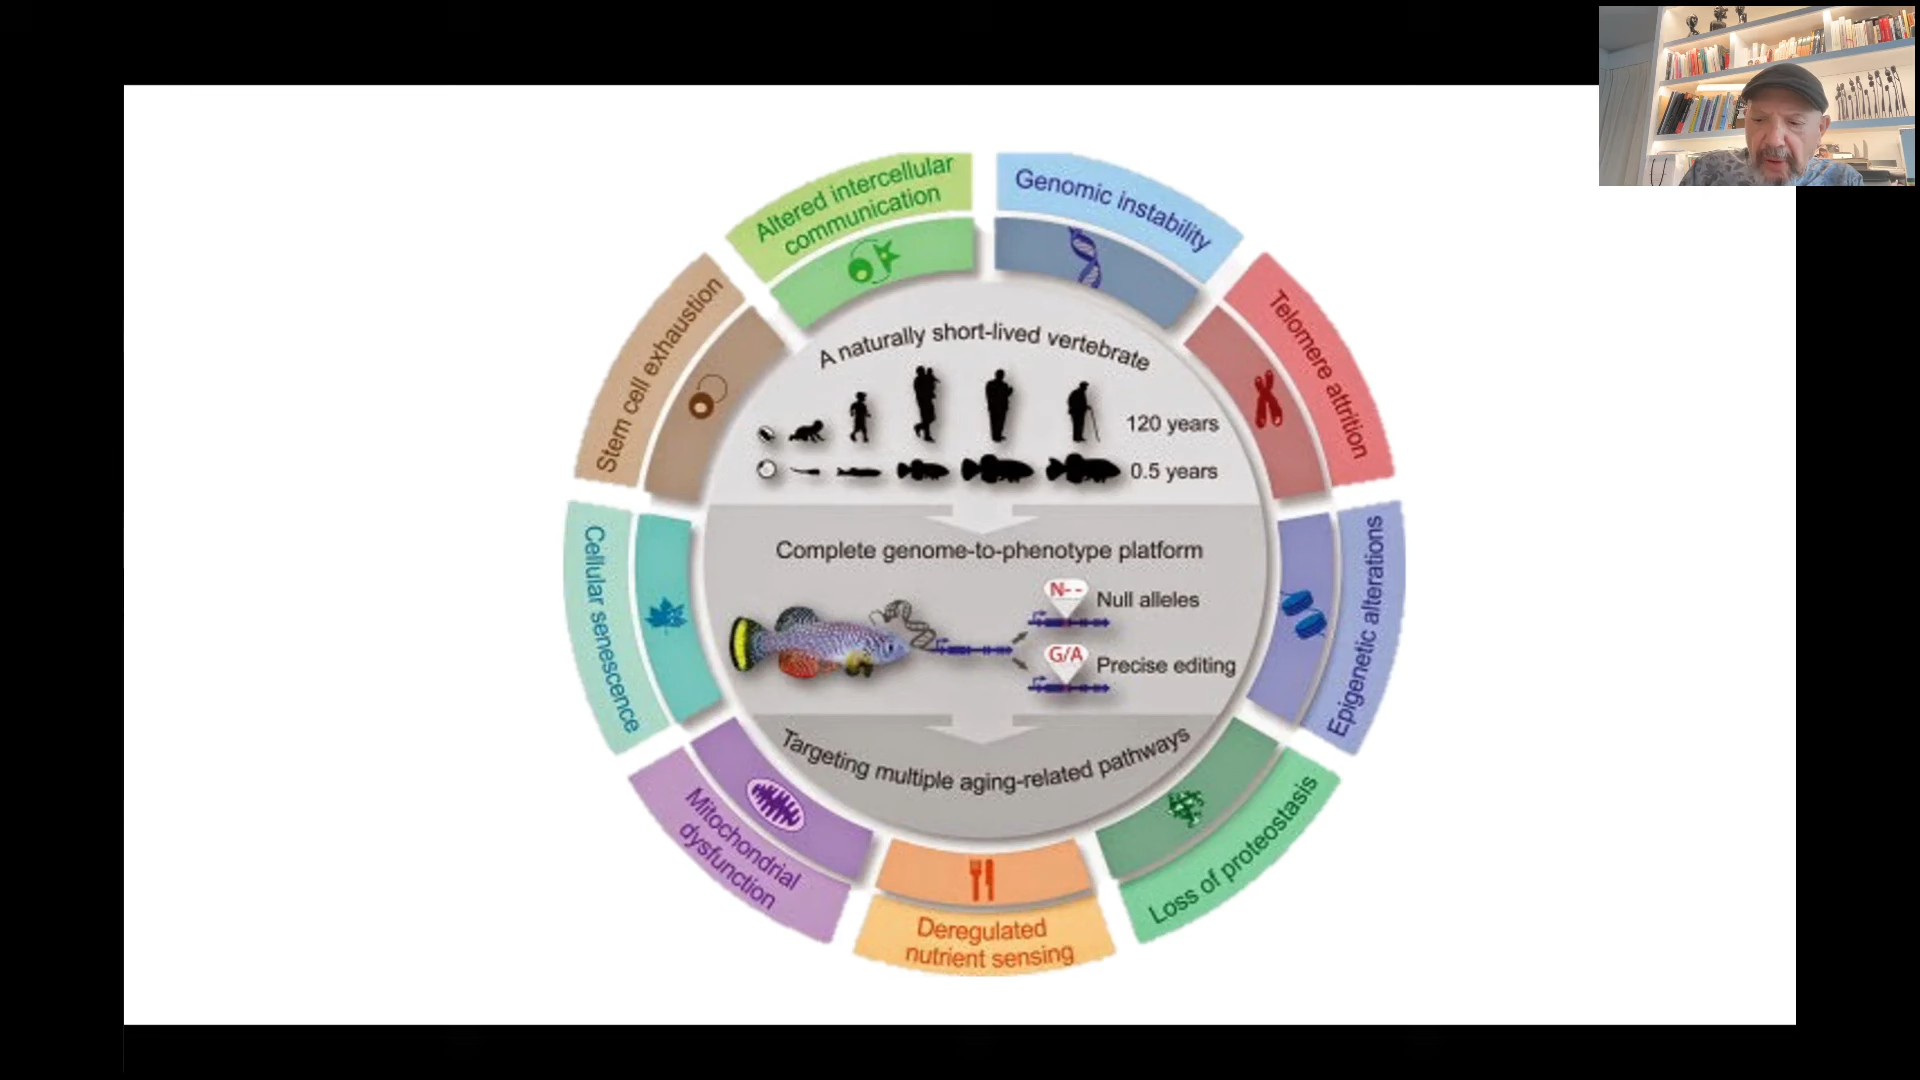 Altered intercellular
communication
Genomic instability
Telomere attrition
Epigenetic alterations
Loss of proteostasis
Deregulated
nutrient sensing
Mitochondrial
dysfunction
Cellular senescence
Stem cell exhaustion
A naturally short-lived vertebrate
120 years
0.5 years
Complete genome-to-phenotype platform
N--
Null alleles
G/A
Precise editing
Targeting multiple aging-related pathways